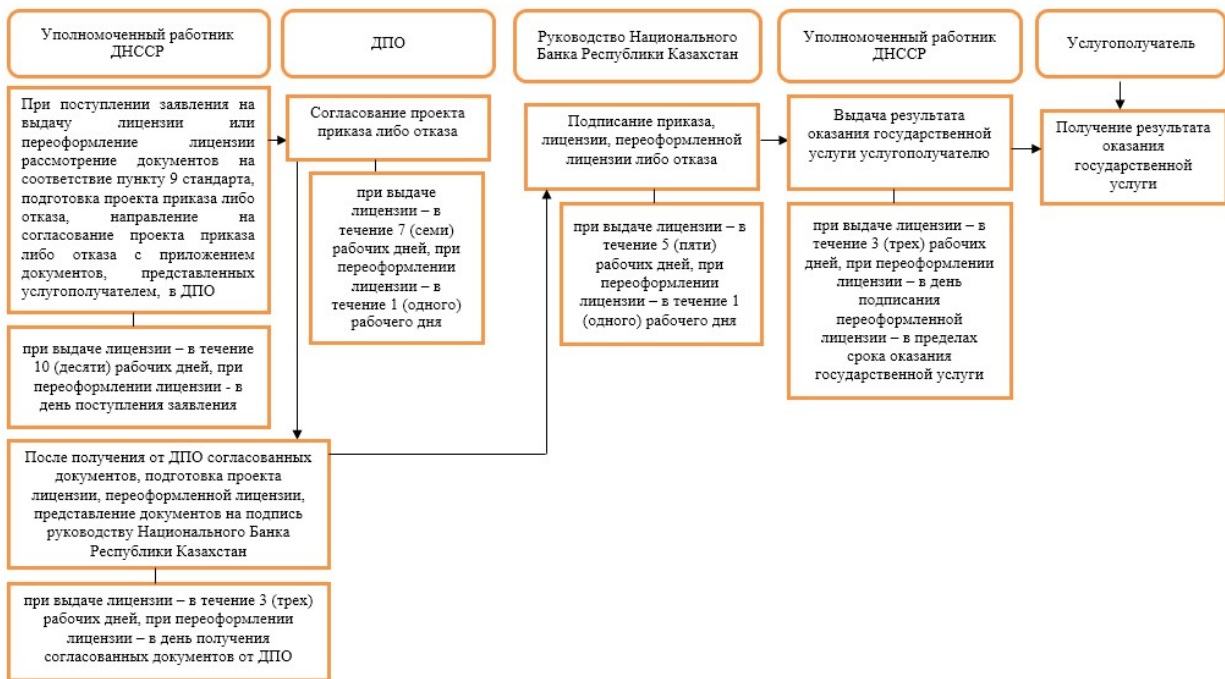 Уполномоченный работник
ДНССР
ДПО
Руководство Национального
Банка Республики Казахстан
Уполномоченный работник
ДНССР
Услугополучатель
При поступлении заявления на
выдачу лицензии или
переоформление лицензии
рассмотрение документов на
соответствие пункту 9 стандарта,
подготовка проекта приказа либо
отказа, направление на
согласование проекта приказа
либо отказа с приложением
документов, представленных
услугополучателем, в ДПО
при выдаче лицензии – в течение
10 (десяти) рабочих дней, при
переоформлении лицензии - в
день поступления заявления
После получения от ДПО согласованных
документов, подготовка проекта
лицензии, переоформленной лицензии,
представление документов на подпись
руководству Национального Банка
Республики Казахстан
при выдаче лицензии – в течение 3 (трех)
рабочих дней, при переоформлении
лицензии – в день получения
согласованных документов от ДПО
Согласование проекта
приказа либо отказа
при выдаче
лицензии – в
течение 7 (семи)
рабочих дней, при
переоформлении
лицензии – в
течение 1 (одного)
рабочего дня
Подписание приказа,
лицензии, переоформленной
лицензии либо отказа
при выдаче лицензии – в
течение 5 (пяти)
рабочих дней, при
переоформлении
лицензии – в течение 1
(одного) рабочего дня
Выдача результата
оказания государственной
услуги услугополучателю
при выдаче лицензии – в
течение 3 (трех) рабочих
дней, при переоформлении
лицензии – в день
подписания
переоформленной
лицензии – в пределах
срока оказания
государственной услуги
Получение результата
оказания
государственной
услуги